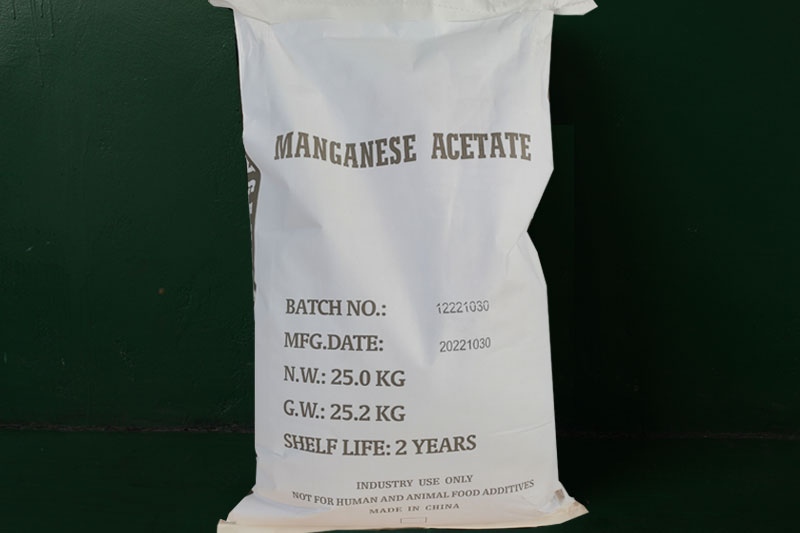 MANGANESE ACETATE
BATCH NO.: 12221030
MFG.DATE: 20221030
N.W.: 25.0 KG
G.W.: 25.2 KG
SHELF LIFE: 2 YEARS
INDUSTRY USE ONLY
NOT FOR HUMAN AND ANIMAL FOOD ADDITIVES
MADE IN CHINA